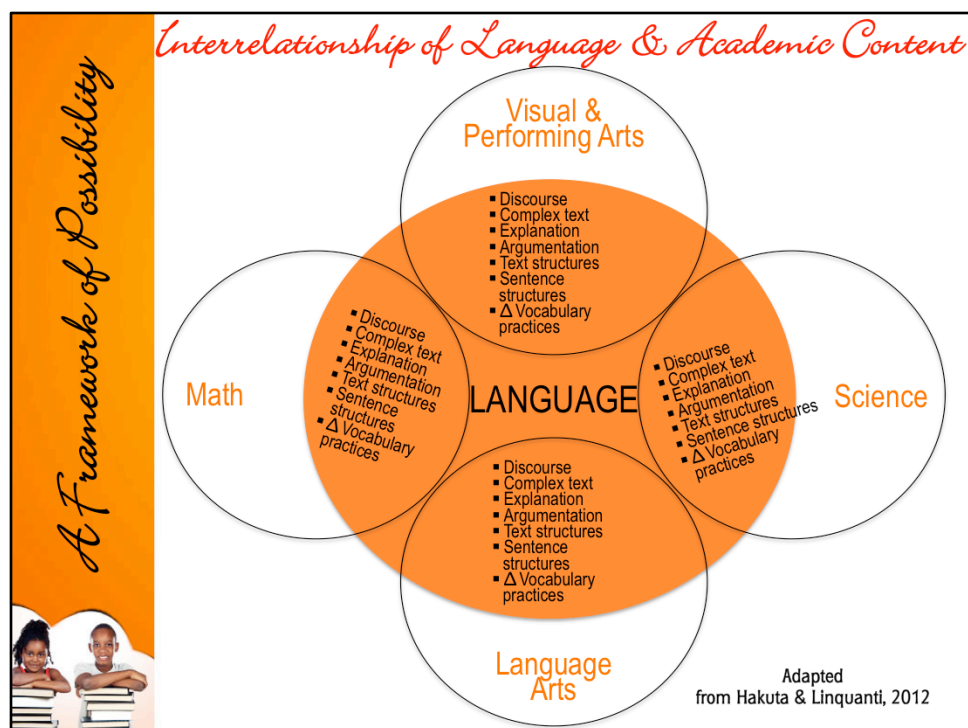 Interrelationship of Language & Academic Content
A Framework of Possibility
Visual &
Performing Arts
▪ Discourse
▪ Complex text
▪ Explanation
▪ Argumentation
▪ Text structures
▪ Sentence
structures
▪ Δ Vocabulary
practices
Math
▪ Discourse
▪ Complex text
▪ Explanation
▪ Argumentation
▪ Text structures
▪ Sentence
structures
▪ Δ Vocabulary
practices
LANGUAGE
▪ Discourse
▪ Complex text
▪ Explanation
▪ Argumentation
▪ Text structures
▪ Sentence structures
▪ Δ Vocabulary
practices
Science
▪ Discourse
▪ Complex text
▪ Explanation
▪ Argumentation
▪ Text structures
▪ Sentence
structures
▪ Δ Vocabulary
practices
Language
Arts
Adapted
from Hakuta & Linquanti, 2012